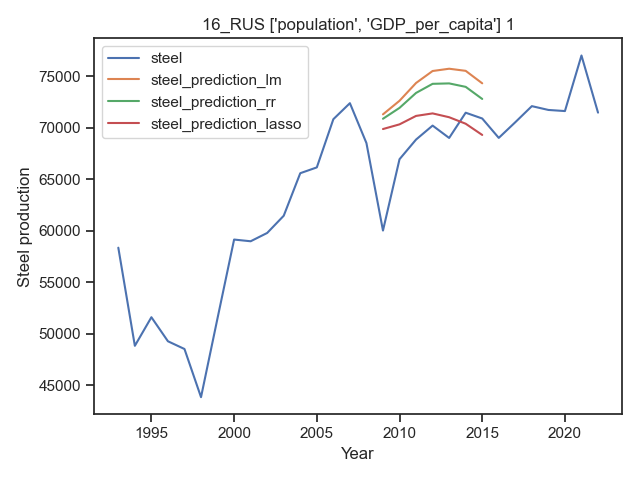 16_RUS ['population', 'GDP_per_capita'] 1
steel
steel_prediction_lm
steel_prediction_rr
steel_prediction_lasso
75000
70000
65000
60000
55000
50000
45000
Steel production
1995 2000 2005 2010 2015 2020
Year